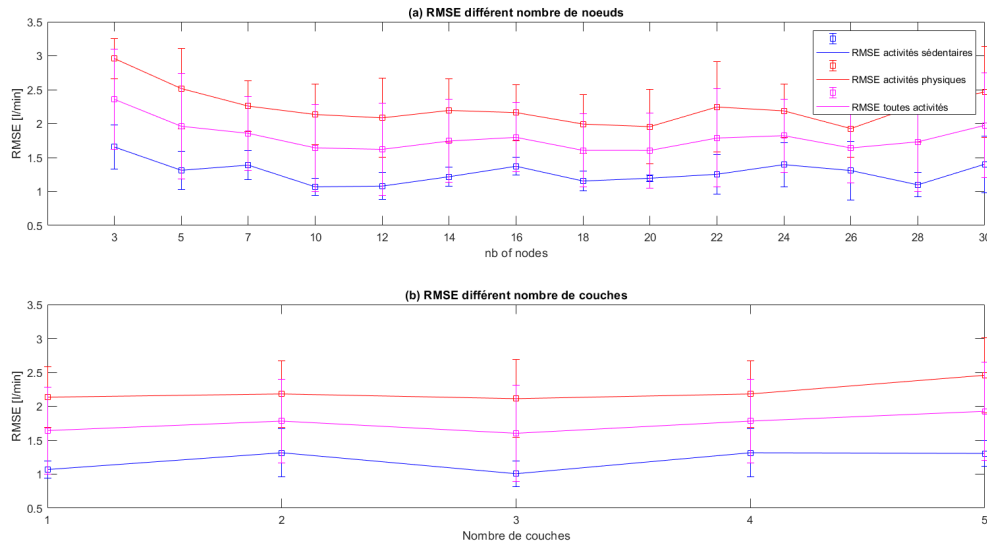 (a) RMSE différent nombre de noeuds
3.5
3
2.5
2
1.5
1
0.5
RMSE [l/min]
RMSE activités sédentaires
RMSE activités physiques
RMSE toutes activités
3 5 7 10 12 14 16 18 20 22 24 26 28 30
nb of nodes
(b) RMSE différent nombre de couches
3.5
3
2.5
2
1.5
1
0.5
RMSE [l/min]
1 2 3 4 5
Nombre de couches